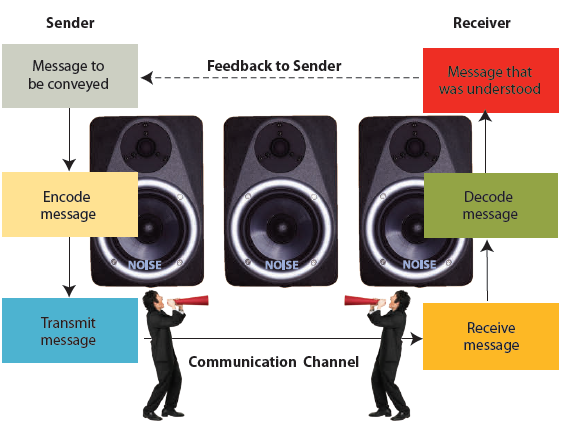 Sender
Receiver
Message to
be conveyed
Feedback to Sender
Message that
was understood
Encode
message
Decode
message
NOISE
NOISE
NOISE
Transmit
message
Receive
message
Communication Channel